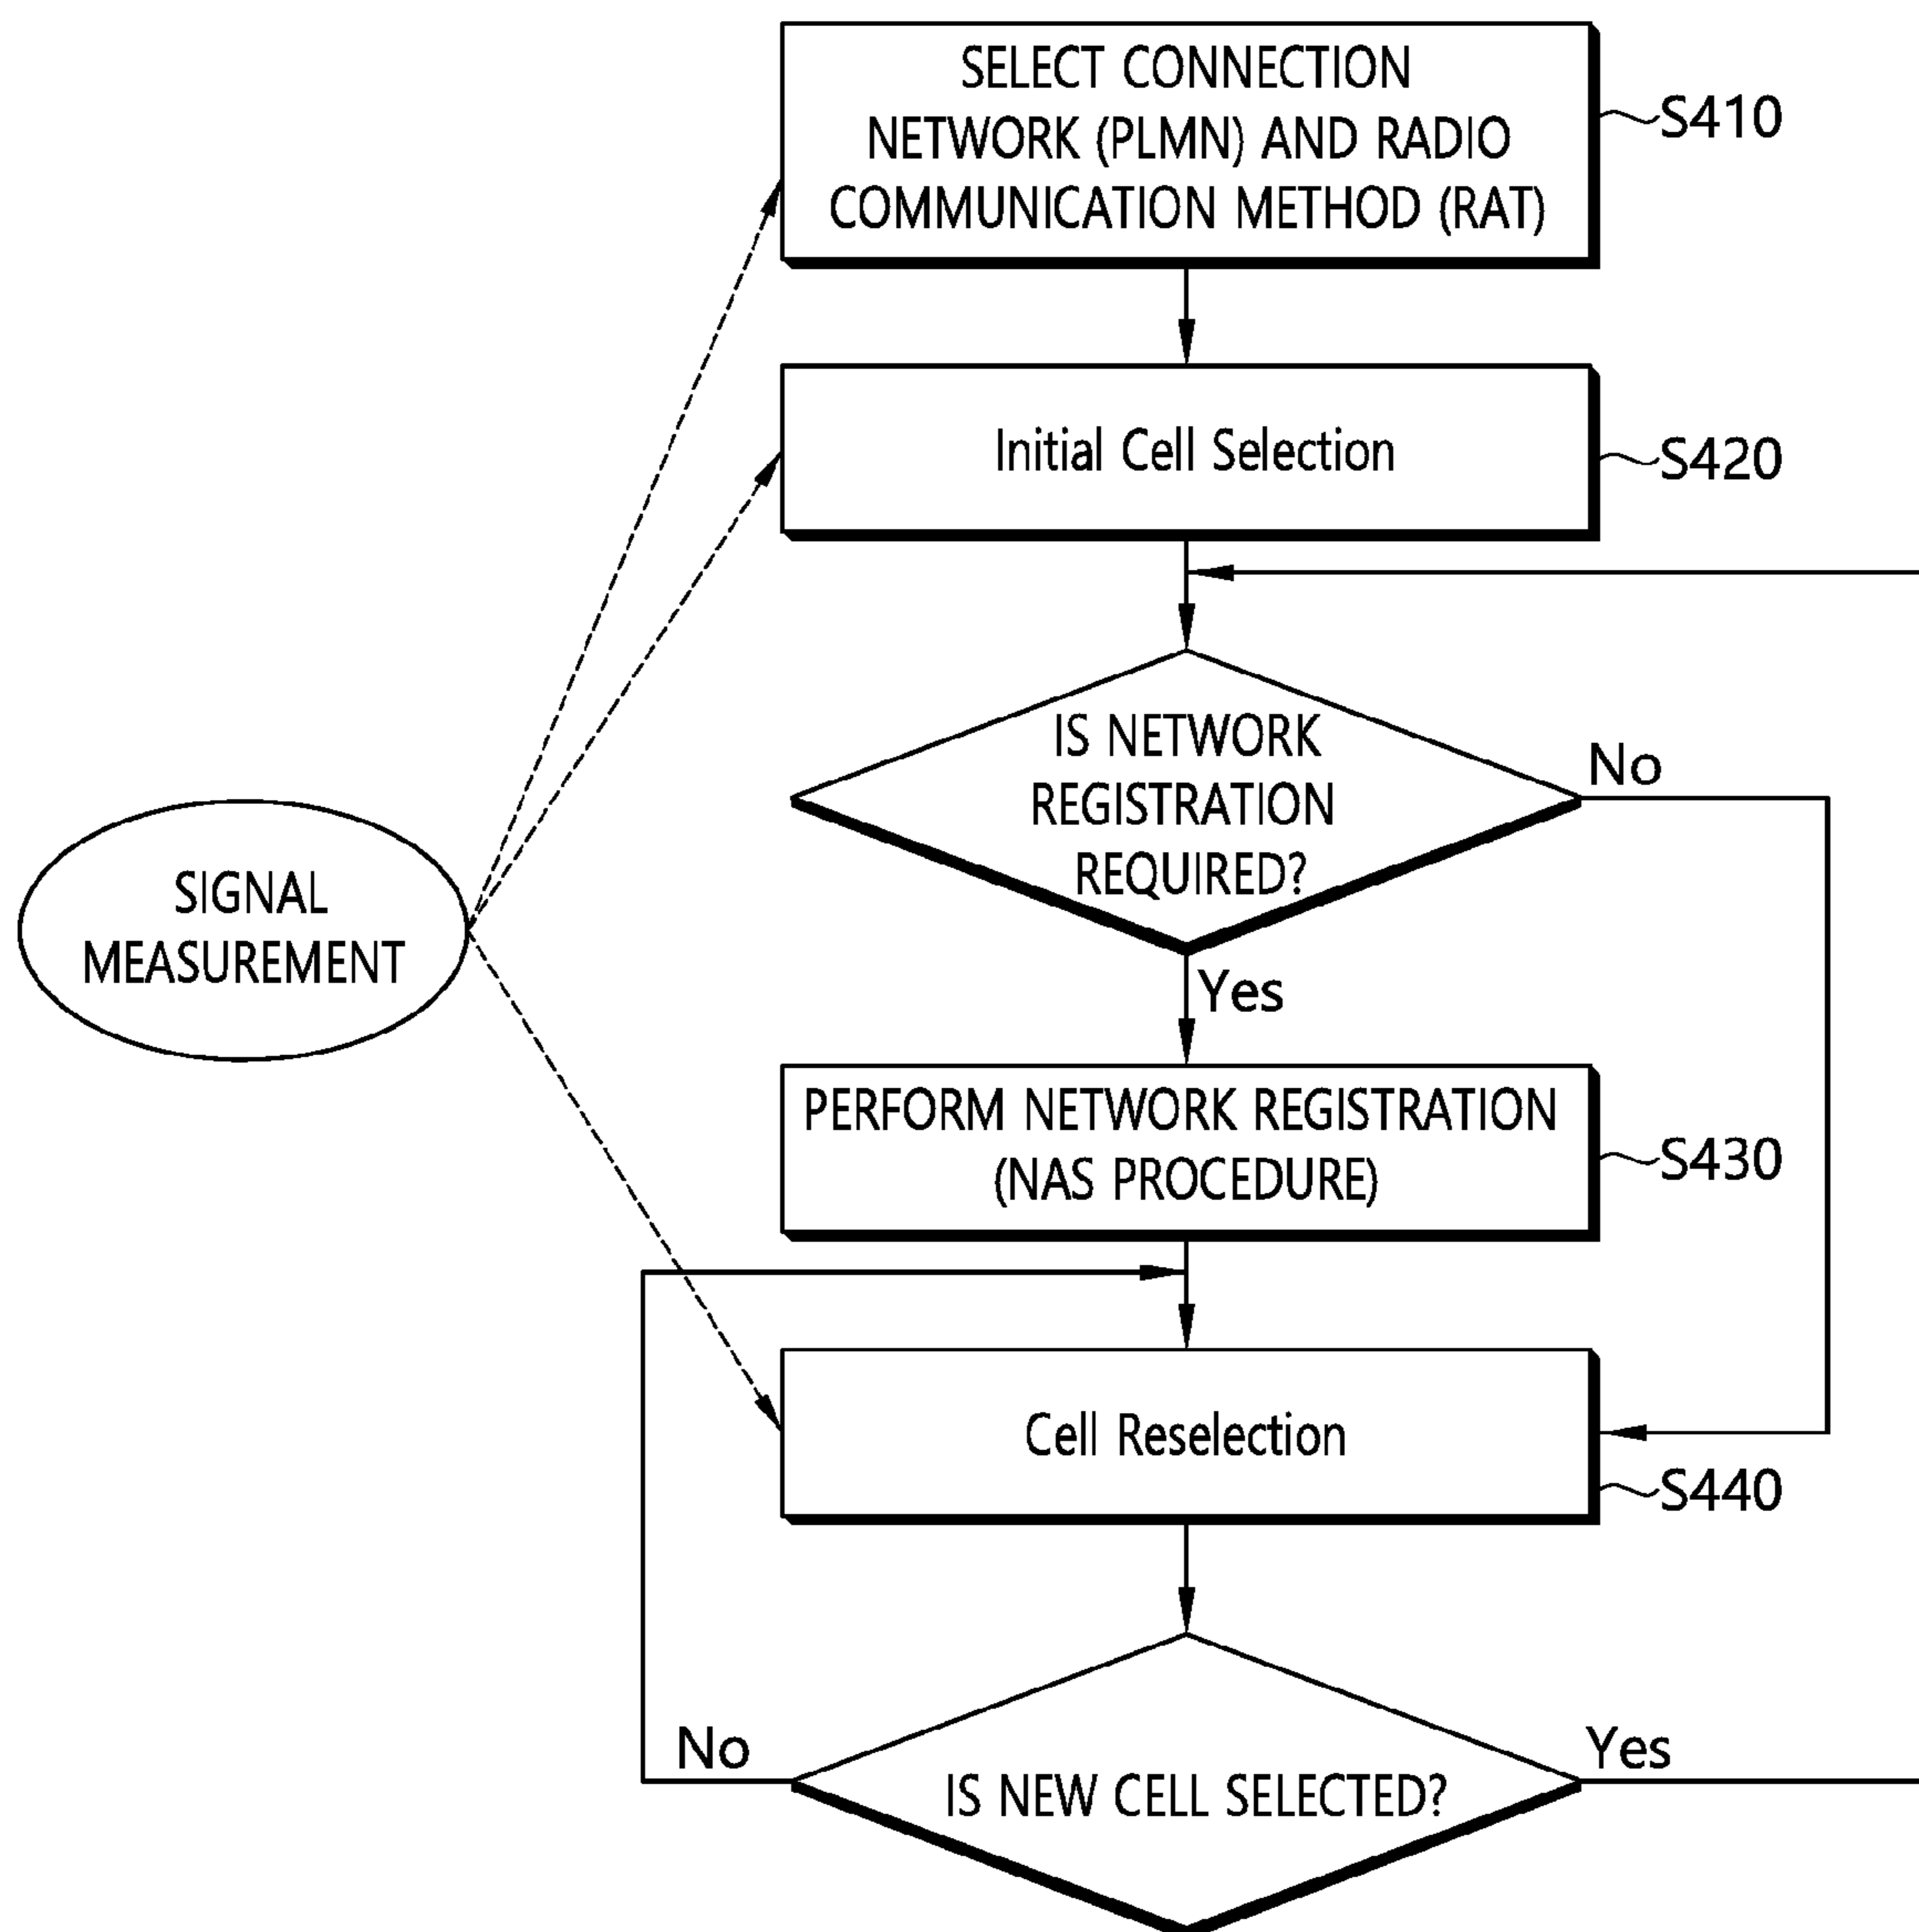 SELECT CONNECTION
NETWORK (PLMN) AND RADIO
COMMUNICATION METHOD (RAT)
S410
Initial Cell Selection
S420
IS NETWORK
REGISTRATION
REQUIRED?
No
Yes
SIGNAL
MEASUREMENT
PERFORM NETWORK REGISTRATION
(NAS PROCEDURE)
S430
Cell Reselection
S440
IS NEW CELL SELECTED?
No
Yes